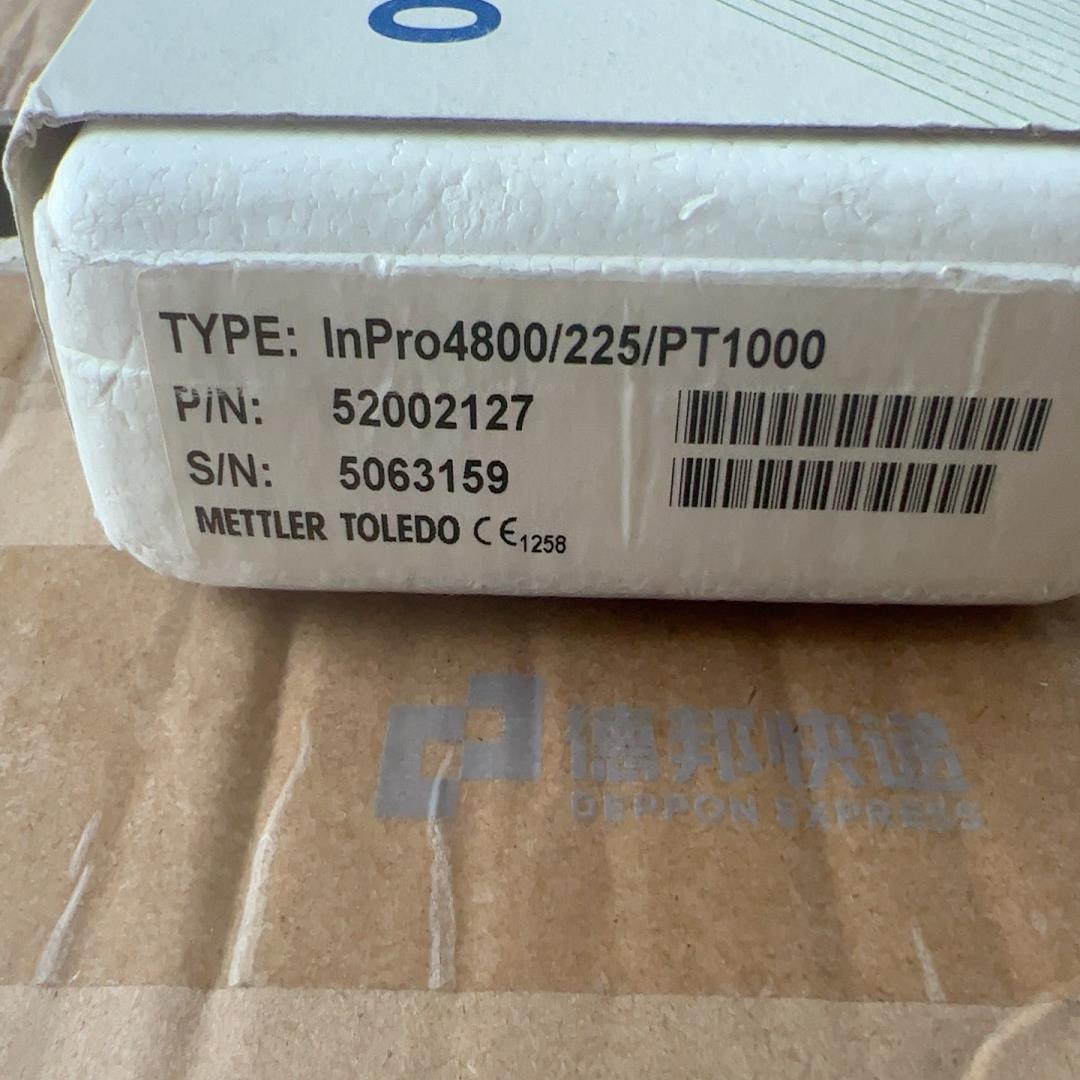 O
TYPE: InPro4800/225/PT1000
P/N: 52002127
S/N: 5063159
METTLER TOLEDO CE1258
德邦快递
DEPPON EXPRESS